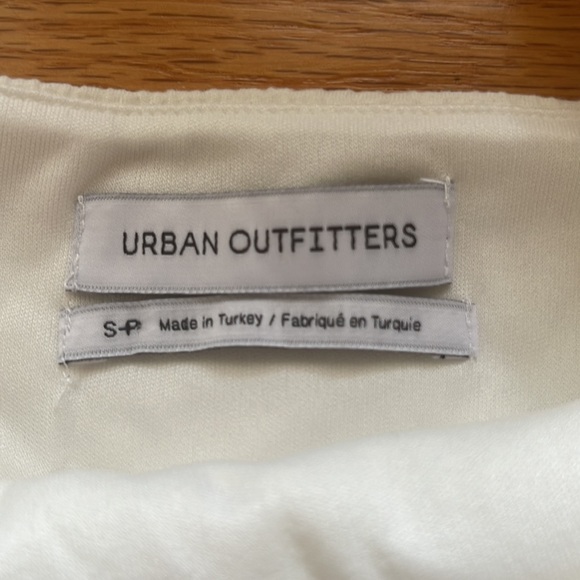 URBAN OUTFITTERS
S-P Made in Turkey / Fabriqué en Turquie